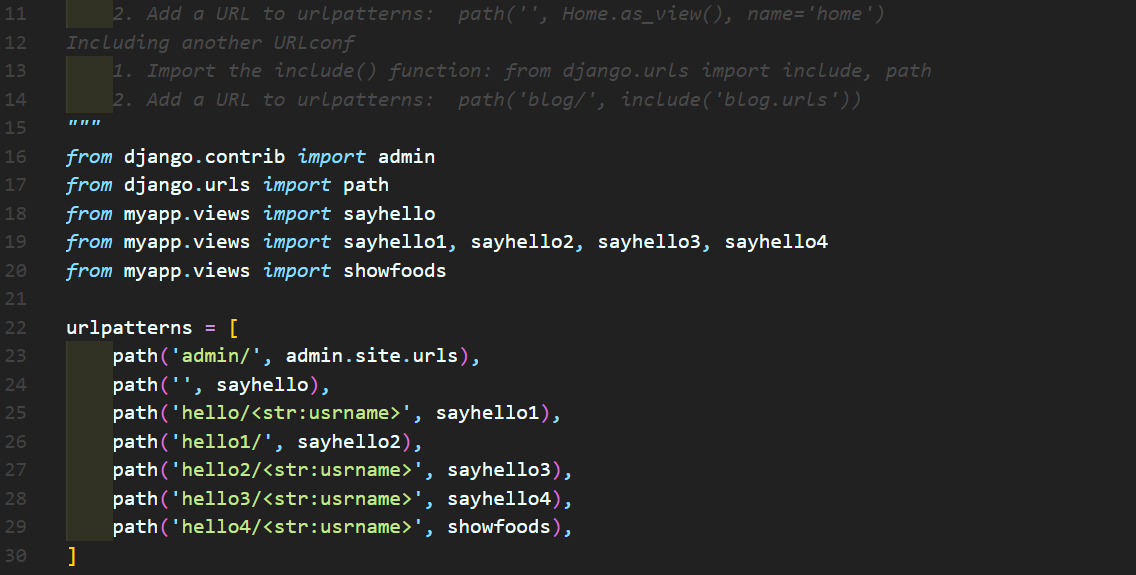 11 2. Add a URL to urlpatterns:  path('', Home.as_view(), name='home')
12 Including another URLconf
13 1. Import the include() function: from django.urls import include, path
14 2. Add a URL to urlpatterns:  path('blog/', include('blog.urls'))
15 """
16 from django.contrib import admin
17 from django.urls import path
18 from myapp.views import sayhello
19 from myapp.views import sayhello1, sayhello2, sayhello3, sayhello4
20 from myapp.views import showfoods
21
22 urlpatterns = [
23 path('admin/', admin.site.urls),
24 path('', sayhello),
25 path('hello/<str:usrname>', sayhello1),
26 path('hello1/', sayhello2),
27 path('hello2/<str:usrname>', sayhello3),
28 path('hello3/<str:usrname>', sayhello4),
29 path('hello4/<str:usrname>', showfoods),
30 ]